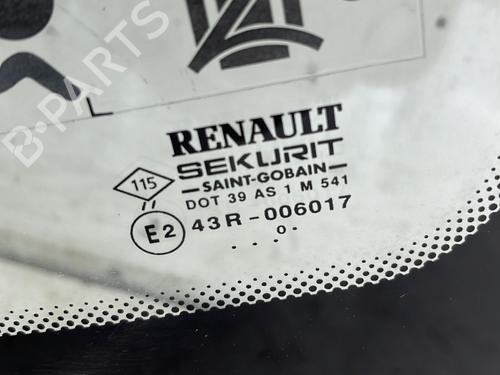 RENAULT
SEKURIT
SAINT-GOBAIN
115
DOT 39 AS 1 M 541
E2
43R-006017
...o..
B-PARTS